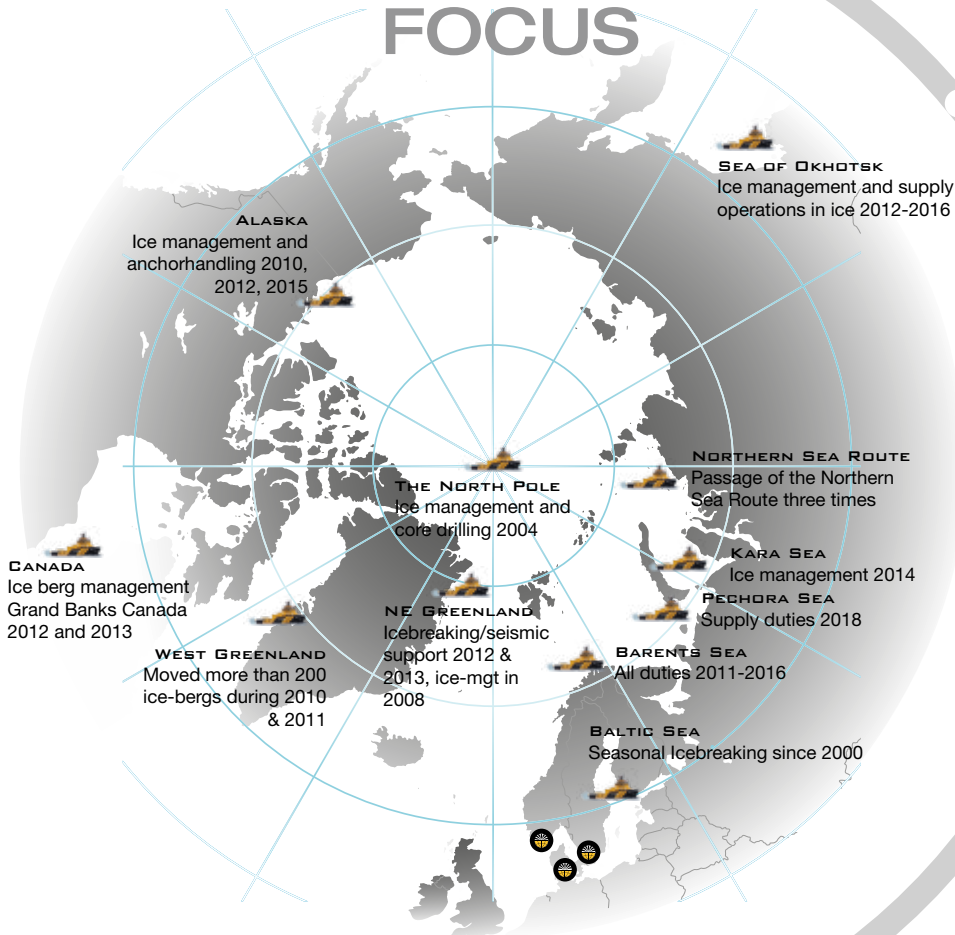 FOCUS
SEA OF OKHOTSK
Ice management and supply
operations in ice 2012-2016
ALASKA
Ice management and
anchorhandling 2010,
2012, 2015
NORTHERN SEA ROUTE
Passage of the Northern
Sea Route three times
THE NORTH POLE
Ice management and
core drilling 2004
KARA SEA
Ice management 2014
CANADA
Ice berg management
Grand Banks Canada
2012 and 2013
PECHORA SEA
Supply duties 2018
NE GREENLAND
Icebreaking/seismic
support 2012 &
2013, ice-mgt in
2008
WEST GREENLAND
Moved more than 200
ice-bergs during 2010
& 2011
BARENTS SEA
All duties 2011-2016
BALTIC SEA
Seasonal Icebreaking since 2000